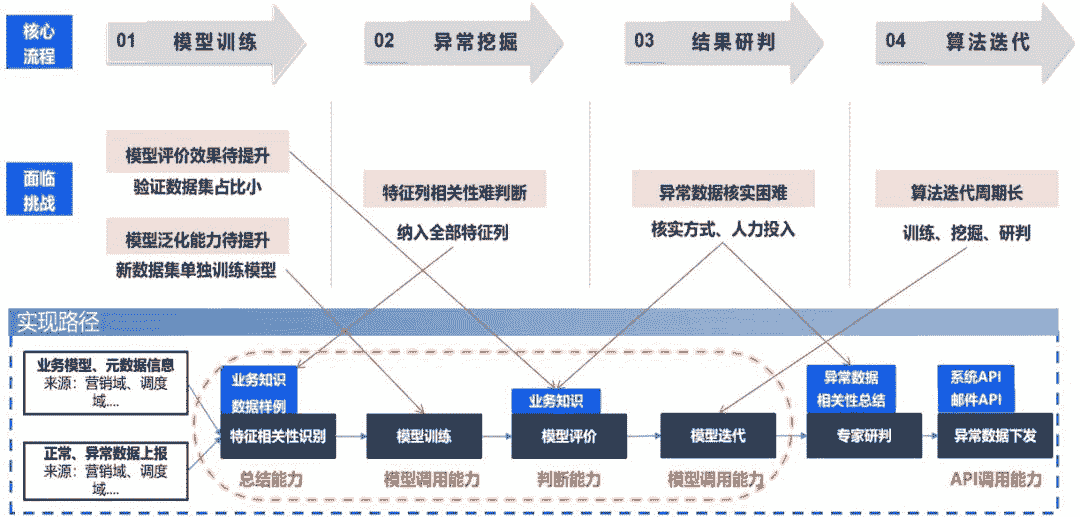 核心
流程
01 模型训练
02 异常挖掘
03 结果研判
04 算法迭代
面临
挑战
模型评价效果待提升
验证数据集占比小
模型泛化能力待提升
新数据集单独训练模型
特征列相关性难判断
纳入全部特征列
异常数据核实困难
核实方式、人力投入
算法迭代周期长
训练、挖掘、研判
实现路径
业务模型、元数据信息
来源：营销域、调度
域....
正常、异常数据上报
来源：营销域、调度
域....
业务知识
数据样例
特征相关性识别
总结能力
模型训练
模型调用能力
业务知识
模型评价
判断能力
模型迭代
模型调用能力
异常数据
相关性总结
专家研判
系统API
邮件API
异常数据下发
API调用能力